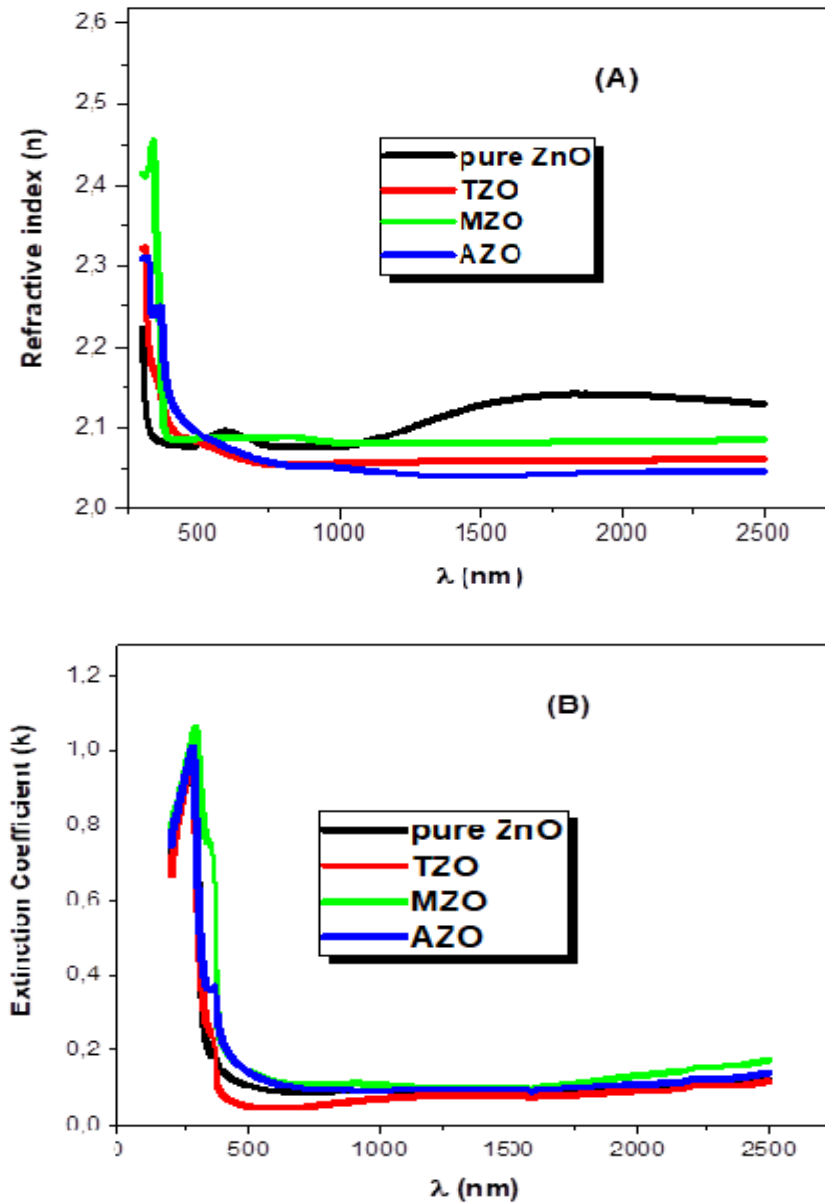 2,6
(A)
2,5
pure ZnO
TZO
MZO
AZO
2,4
2,3
2,2
2,1
2,0
Refractive index (n)
500 1000 1500 2000 2500
λ (nm)
1,2
(B)
1,0
pure ZnO
TZO
MZO
AZO
0,8
0,6
0,4
0,2
0,0
Extinction Coefficient (k)
0 500 1000 1500 2000 2500
λ (nm)